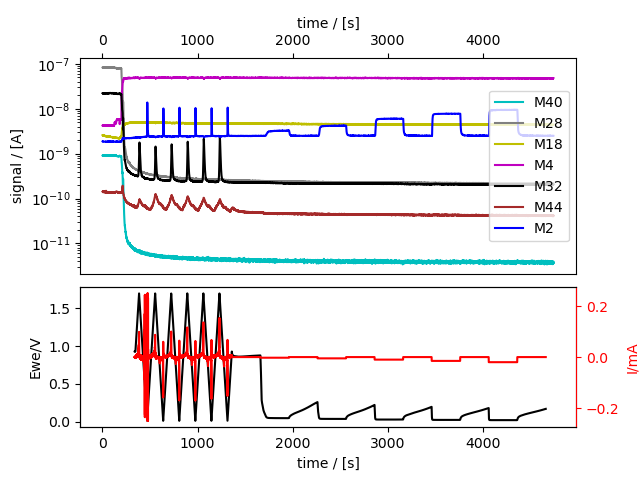 time / [s]
0 1000 2000 3000 4000
10⁻⁷
10⁻⁸
10⁻⁹
10⁻¹⁰
10⁻¹¹
signal / [A]
M40
M28
M18
M4
M32
M44
M2
1.5
1.0
0.5
0.0
Ewe/V
0.2
0.0
−0.2
I/mA
0 1000 2000 3000 4000
time / [s]